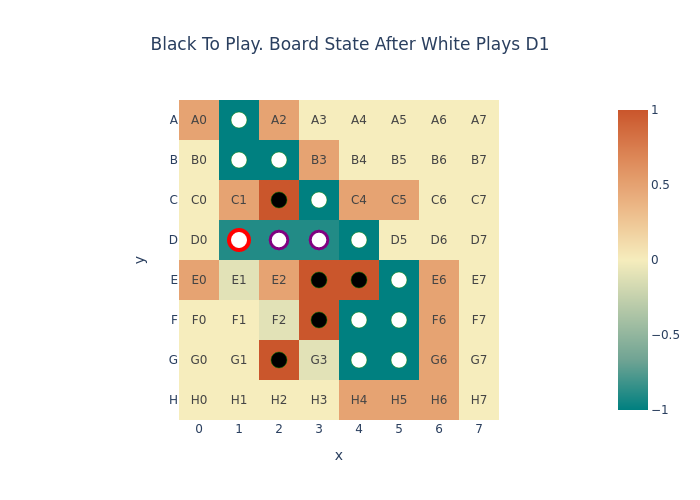 Black To Play. Board State After White Plays D1
A A0 A2 A3 A4 A5 A6 A7
B B0 B3 B4 B5 B6 B7
C C0 C1 C4 C5 C6 C7
D D0 D5 D6 D7
y
E E0 E1 E2 E6 E7
F F0 F1 F2 F6 F7
G G0 G1 G3 G6 G7
H H0 H1 H2 H3 H4 H5 H6 H7
0 1 2 3 4 5 6 7
x
1
0.5
0
−0.5
−1